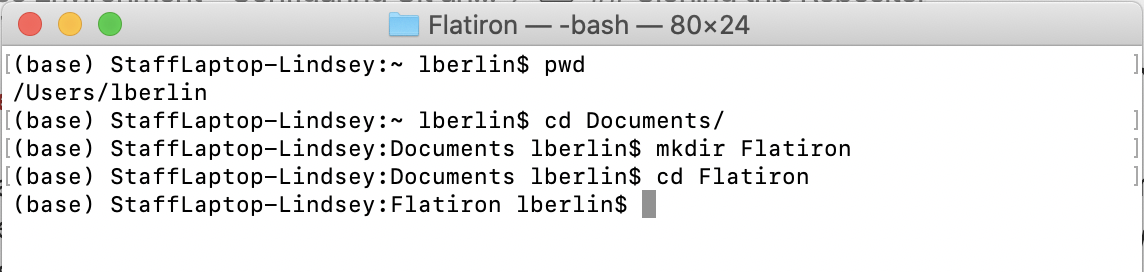 Flatiron — -bash — 80×24
[(base) StaffLaptop-Lindsey:~ lberlin$ pwd ]
/Users/lberlin
[(base) StaffLaptop-Lindsey:~ lberlin$ cd Documents/ ]
[(base) StaffLaptop-Lindsey:Documents lberlin$ mkdir Flatiron ]
[(base) StaffLaptop-Lindsey:Documents lberlin$ cd Flatiron ]
(base) StaffLaptop-Lindsey:Flatiron lberlin$